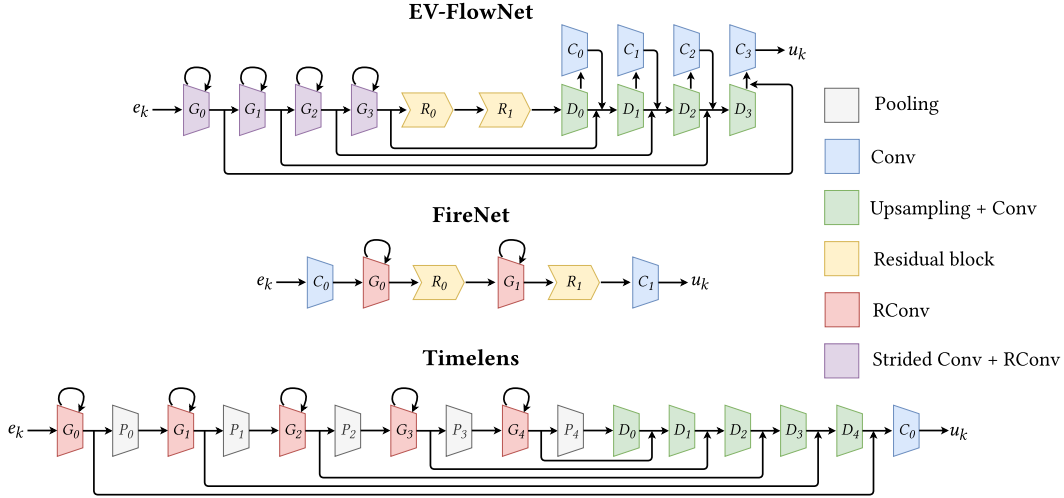 EV-FlowNet
C₀ C₁ C₂ C₃ uₖ
eₖ G₀ G₁ G₂ G₃ R₀ R₁ D₀ D₁ D₂ D₃
Pooling
Conv
Upsampling + Conv
Residual block
RConv
Strided Conv + RConv
FireNet
eₖ C₀ G₀ R₀ G₁ R₁ C₁ uₖ
Timelens
eₖ G₀ P₀ G₁ P₁ G₂ P₂ G₃ P₃ G₄ P₄ D₀ D₁ D₂ D₃ D₄ C₀ uₖ